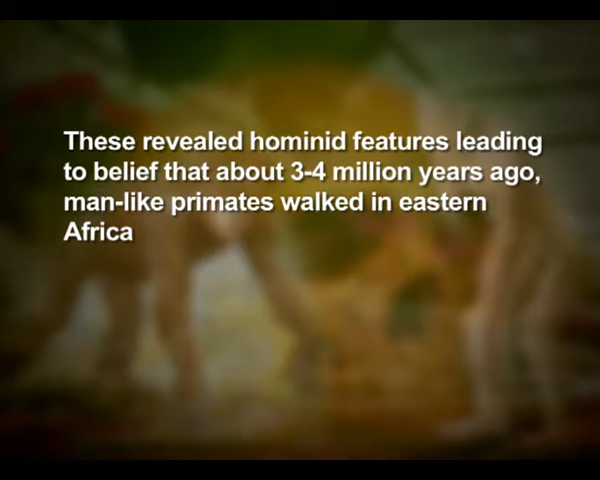 These revealed hominid features leading
to belief that about 3-4 million years ago,
man-like primates walked in eastern
Africa